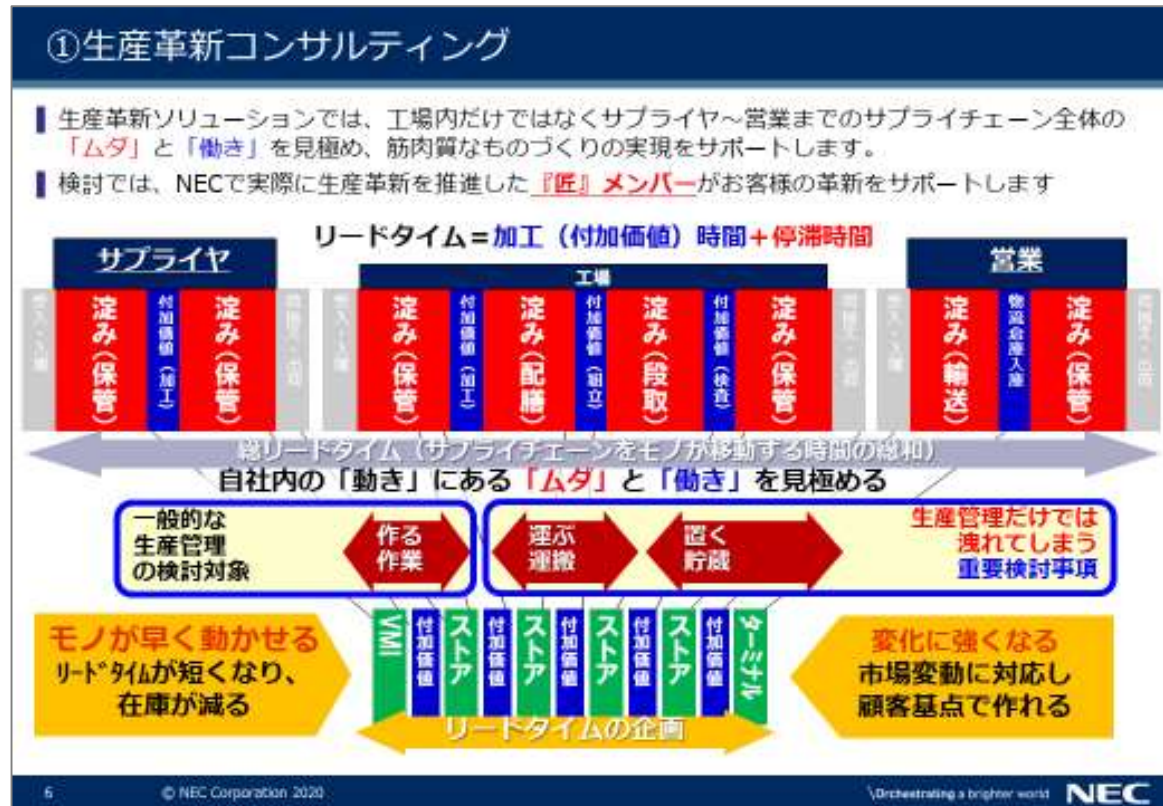 ①生産革新コンサルティング
生産革新ソリューションでは、工場内だけではなくサプライヤ～営業までのサプライチェーン全体の
「ムダ」と「働き」を見極め、筋肉質なものづくりの実現をサポートします。
検討では、NECで実際に生産革新を推進した『匠』メンバーがお客様の革新をサポートします
リードタイム＝加工（付加価値）時間＋停滞時間
サプライヤ
工場
営業
淀み（保管）
付加価値（加工）
淀み（保管）
淀み（保管）
付加価値（加工）
淀み（配膳）
付加価値（組立）
淀み（段取）
付加価値（検査）
淀み（保管）
淀み（輸送）
物流倉庫入庫
淀み（保管）
総リードタイム（サプライチェーンをモノが移動する時間の総和）
自社内の「動き」にある「ムダ」と「働き」を見極める
一般的な
生産管理
の検討対象
作る
作業
運ぶ
運搬
置く
貯蔵
生産管理だけでは
洩れてしまう
重要検討事項
モノが早く動かせる
ﾘｰﾄﾞﾀｲﾑが短くなり、
在庫が減る
VMI
付加価値
ストア
付加価値
ストア
付加価値
ストア
付加価値
ストア
付加価値
ターミナル
リードタイムの企画
変化に強くなる
市場変動に対応し
顧客基点で作れる
6
© NEC Corporation 2020
\Orchestrating a brighter world
NEC